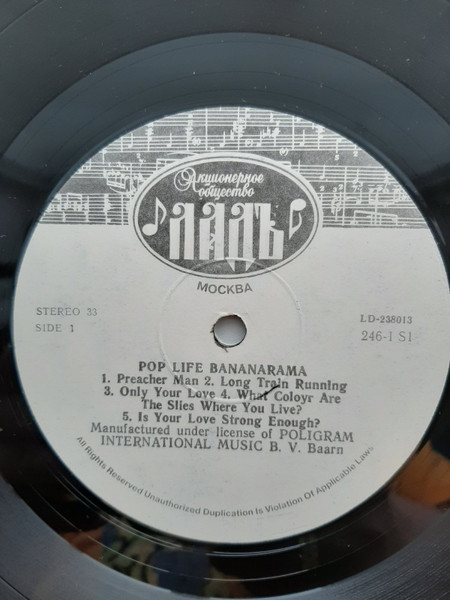 Акционерное
общество
ЛАДЪ
МОСКВА
STEREO 33
SIDE 1
LD-238013
246-1 S1
POP LIFE BANANARAMA
1. Preacher Man 2. Long Train Running
3. Only Your Love 4. What Coloyr Are
The Slies Where You Live?
5. Is Your Love Strong Enough?
Manufactured under license of POLIGRAM
INTERNATIONAL MUSIC B. V. Baarn
All Rights Reserved Unauthorized Duplication Is Violation Of Applicable Laws